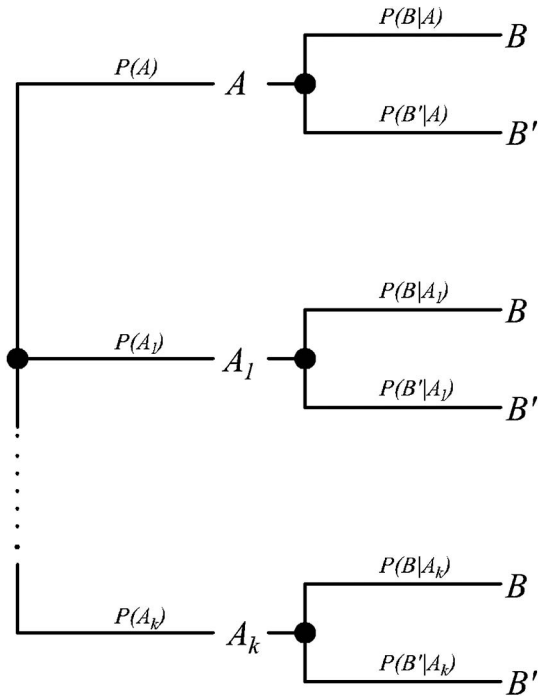 P(B|A) B
P(A) A
P(B'|A) B'
P(B|A₁) B
P(A₁) A₁
P(B'|A₁) B'
P(B|Aₖ) B
P(Aₖ) Aₖ
P(B'|Aₖ) B'